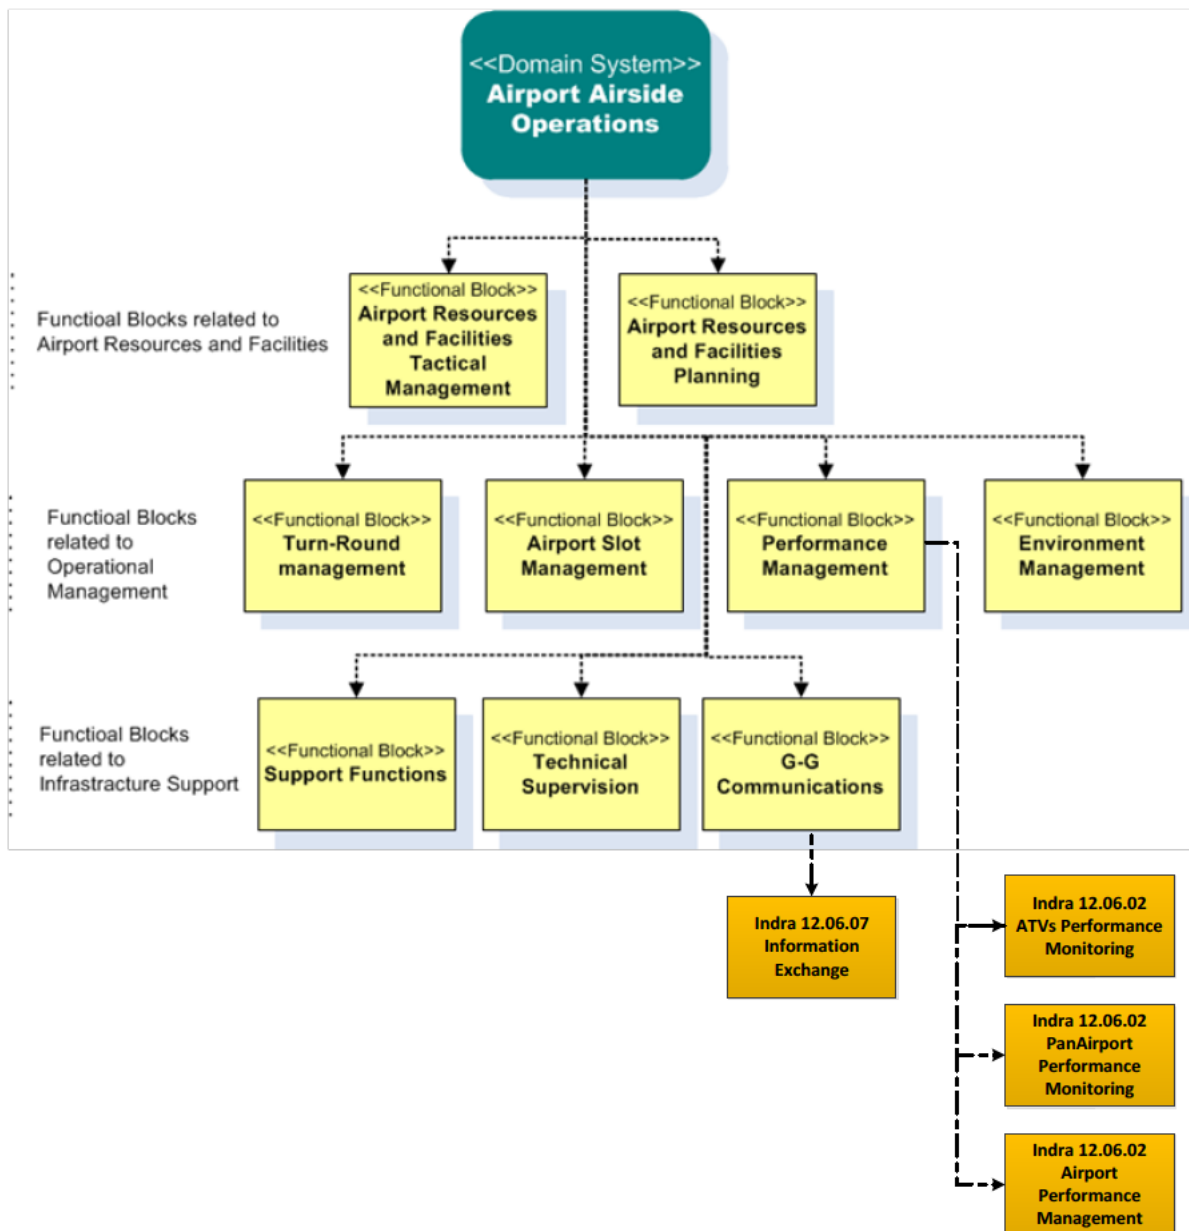 <<Domain System>>
Airport Airside
Operations
Functioal Blocks related to
Airport Resources and Facilities
<<Functional Block>>
Airport Resources
and Facilities
Tactical
Management
<<Functional Block>>
Airport Resources
and Facilities
Planning
Functioal Blocks
related to
Operational
Management
<<Functional Block>>
Turn-Round
management
<<Functional Block>>
Airport Slot
Management
<<Functional Block>>
Performance
Management
<<Functional Block>>
Environment
Management
Functioal Blocks
related to
Infrastracture Support
<<Functional Block>>
Support Functions
<<Functional Block>>
Technical
Supervision
<<Functional Block>>
G-G
Communications
Indra 12.06.07
Information
Exchange
Indra 12.06.02
ATVs Performance
Monitoring
Indra 12.06.02
PanAirport
Performance
Monitoring
Indra 12.06.02
Airport
Performance
Management